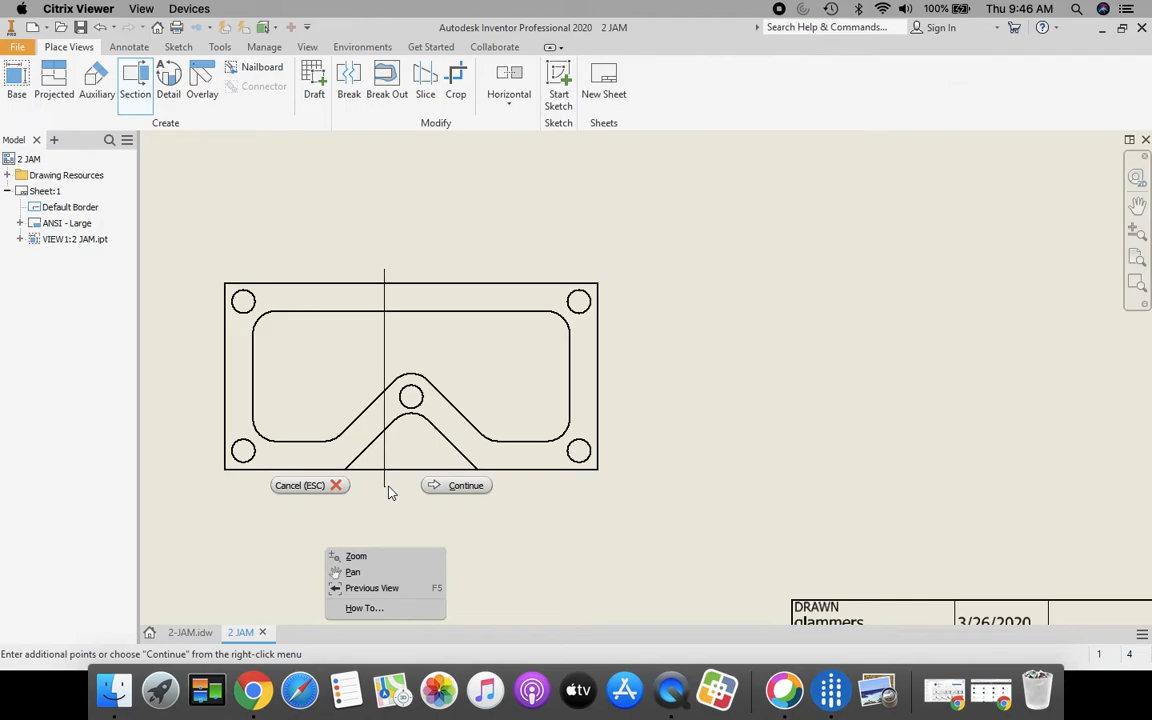 Citrix Viewer View Devices 100% Thu 9:46 AM
PRO Autodesk Inventor Professional 2020 2 JAM Search Help & Commands... Sign In
File Place Views Annotate Sketch Tools Manage View Environments Get Started Collaborate
Base Projected Auxiliary Section Detail Overlay Nailboard Connector Draft Break Break Out Slice Crop Horizontal Start Sketch New Sheet
Create Modify Sketch Sheets
Model
2 JAM
Drawing Resources
Sheet:1
Default Border
ANSI - Large
VIEW1:2 JAM.ipt
Cancel (ESC) Continue
Zoom
Pan
Previous View F5
How To...
DRAWN
glammers 3/26/2020
2-JAM.idw 2 JAM
Enter additional points or choose "Continue" from the right-click menu 1 4
tv